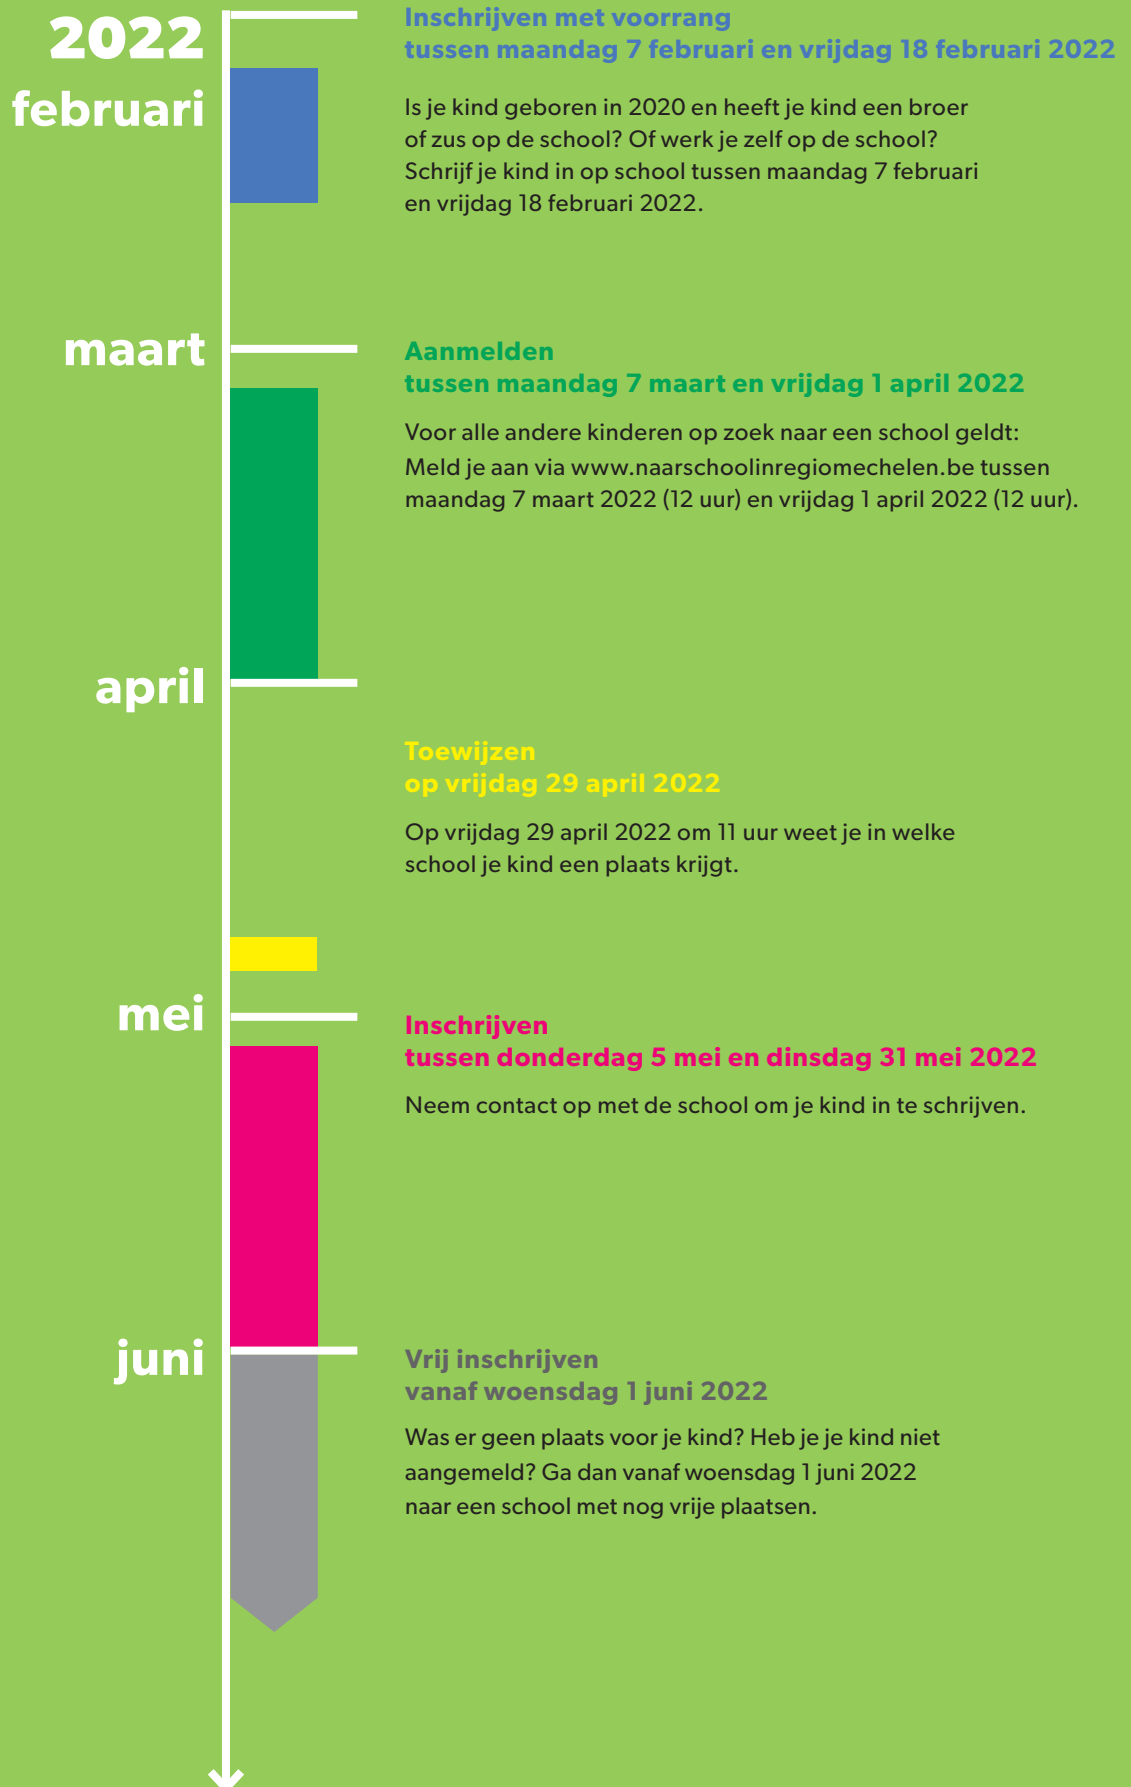 2022
februari
Inschrijven met voorrang
tussen maandag 7 februari en vrijdag 18 februari 2022
Is je kind geboren in 2020 en heeft je kind een broer
of zus op de school? Of werk je zelf op de school?
Schrijf je kind in op school tussen maandag 7 februari
en vrijdag 18 februari 2022.
maart
Aanmelden
tussen maandag 7 maart en vrijdag 1 april 2022
Voor alle andere kinderen op zoek naar een school geldt:
Meld je aan via www.naarschoolinregiomechelen.be tussen
maandag 7 maart 2022 (12 uur) en vrijdag 1 april 2022 (12 uur).
april
Toewijzen
op vrijdag 29 april 2022
Op vrijdag 29 april 2022 om 11 uur weet je in welke
school je kind een plaats krijgt.
mei
Inschrijven
tussen donderdag 5 mei en dinsdag 31 mei 2022
Neem contact op met de school om je kind in te schrijven.
juni
Vrij inschrijven
vanaf woensdag 1 juni 2022
Was er geen plaats voor je kind? Heb je je kind niet
aangemeld? Ga dan vanaf woensdag 1 juni 2022
naar een school met nog vrije plaatsen.